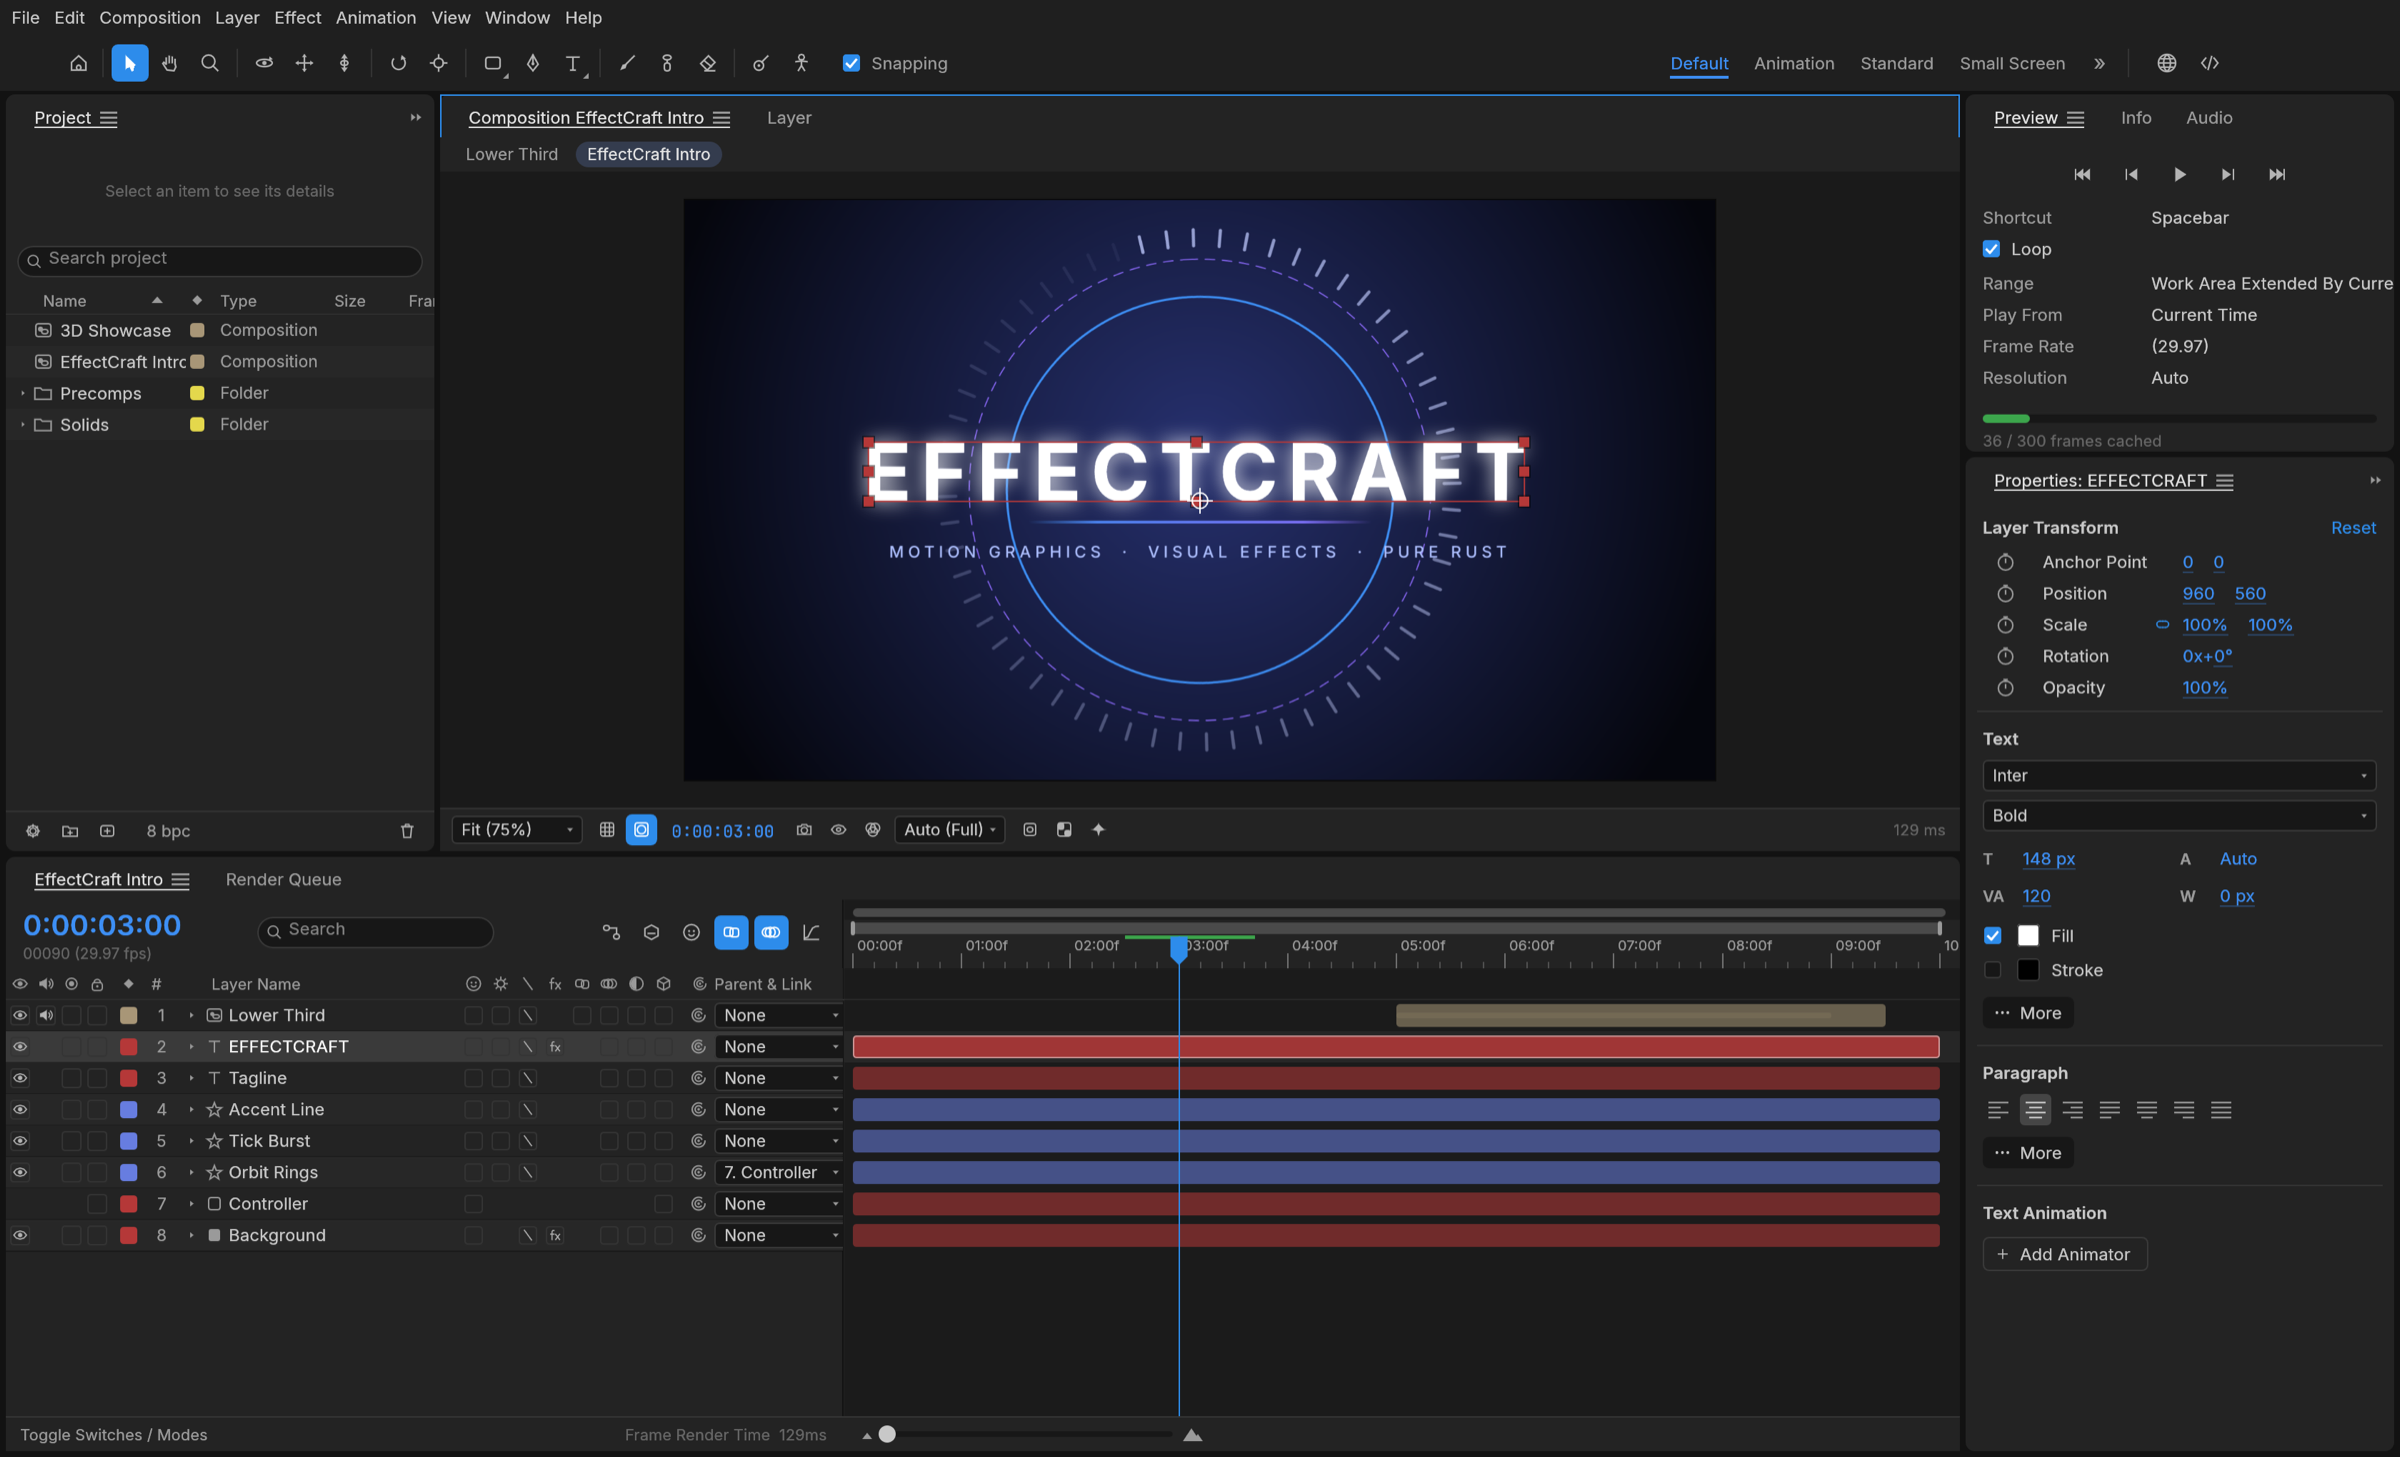 File Edit Composition Layer Effect Animation View Window Help
Snapping
Default Animation Standard Small Screen
Project
Select an item to see its details
Search project
Name Type Size Fra
3D Showcase Composition
EffectCraft Intro Composition
Precomps Folder
Solids Folder
8 bpc
Composition EffectCraft Intro Layer
Lower Third EffectCraft Intro
EFFECTCRAFT
MOTION GRAPHICS · VISUAL EFFECTS · PURE RUST
Fit (75%) 0:00:03:00 Auto (Full) 129 ms
Preview Info Audio
Shortcut Spacebar
Loop
Range Work Area Extended By Curre
Play From Current Time
Frame Rate (29.97)
Resolution Auto
36 / 300 frames cached
Properties: EFFECTCRAFT
Layer Transform Reset
Anchor Point 0 0
Position 960 560
Scale 100% 100%
Rotation 0x+0°
Opacity 100%
Text
Inter
Bold
T 148 px A Auto
VA 120 W 0 px
Fill
Stroke
··· More
Paragraph
··· More
Text Animation
+ Add Animator
EffectCraft Intro Render Queue
0:00:03:00
00090 (29.97 fps)
Search
00:00f 01:00f 02:00f 03:00f 04:00f 05:00f 06:00f 07:00f 08:00f 09:00f 10
# Layer Name fx Parent & Link
1 Lower Third None
2 T EFFECTCRAFT fx None
3 T Tagline None
4 Accent Line None
5 Tick Burst None
6 Orbit Rings 7. Controller
7 Controller None
8 Background fx None
Toggle Switches / Modes
Frame Render Time 129ms